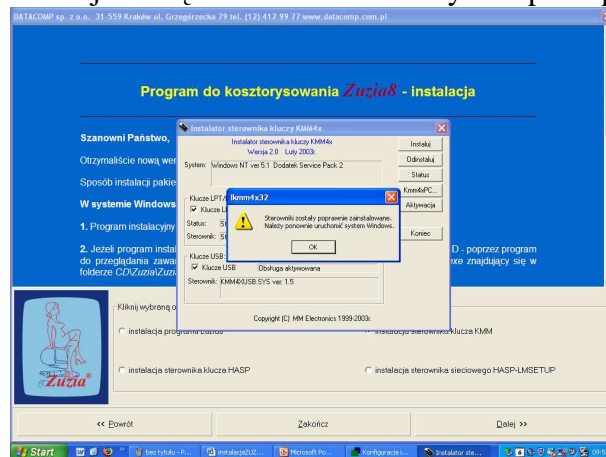 DATACOMP sp. z o.o. 31-559 Kraków ul. Grzegórzecka 79 tel. (12) 412 99 77 www.datacomp.com.pl
Program do kosztorysowania Zuzia8 - instalacja
Szanowni Państwo,
Otrzymaliście nową wer
Sposób instalacji pakie
W systemie Windows
1. Program instalacyjny
2. Jeżeli program instal
D - poprzez program
do przeglądania zawar
exe znajdujący się w
folderze CD\Zuzia\Zuzi
Instalator sterownika kluczy KMM4x
Instalator sterownika kluczy KMM4x
Wersja 2.0 Luty 2003r.
System: Windows NT ver 5.1 Dodatek Service Pack 2
Instaluj
Odinstaluj
Status
Kmm4xPC...
Aktywacja
Koniec
Klucze LPT/
Klucze L
Status:
Sterownik:
lkmm4x32
Sterowniki zostały poprawnie zainstalowane.
Należy ponownie uruchomić system Windows.
OK
Klucze USB:
Klucze USB Obsługa aktywowana
Sterownik: KMM4XUSB.SYS ver. 1.5
Copyright (C) MM Electronics 1999-2003r.
Kliknij wybraną o
instalacja programu Zuzia8
instalacja sterownika klucza KMM
instalacja sterownika klucza HASP
instalacja sterownika sieciowego HASP-LMSETUP
Zuzia
<< Powrót
Zakończ
Dalej >>
Start
bez tytułu - P...
instalacjaZUZ...
Microsoft Po...
Konfiguracja i...
Instalator ste...